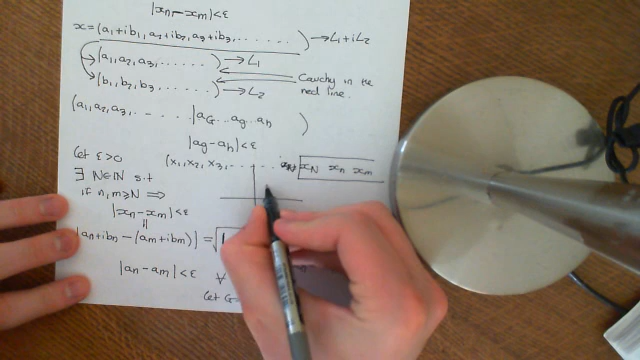 |xn-xm|<ε
x=(a1+ib1, a2+ib2, a3+ib3, ......) → L1+iL2
(a1, a2, a3, ......) → L1
(b1, b2, b3, ......) → L2
Cauchy in the real line.
(a1, a2, a3, ...... |aG...ag...ah )
|ag-ah|<ε
Let ε>0
(x1, x2, x3, ...... xN xn xm
∃ N∈ℕ s.t
if n,m≥N ⟹
|xn-xm|<ε
||
|an+ibn-(am+ibm)| = √
|an-am|<ε ∀
Let G=